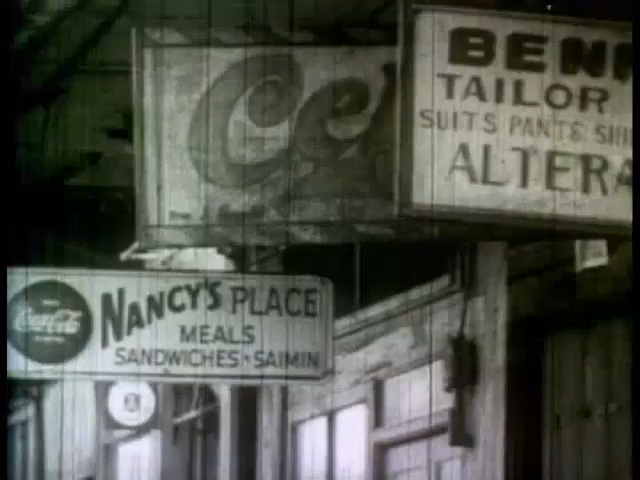 BEN
TAILOR
SUITS PANTS
ALTERA
Coca-Cola
NANCY'S PLACE
MEALS
SANDWICHES · SAIMIN